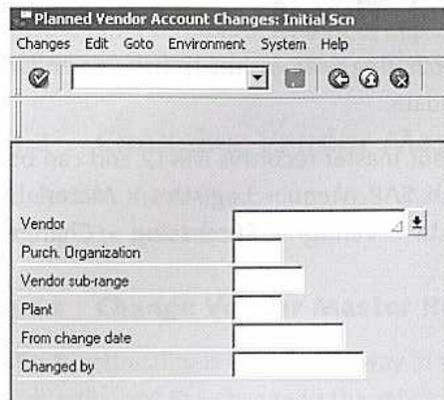 Planned Vendor Account Changes: Initial Scn
Changes Edit Goto Environment System Help
Vendor
Purch. Organization
Vendor sub-range
Plant
From change date
Changed by